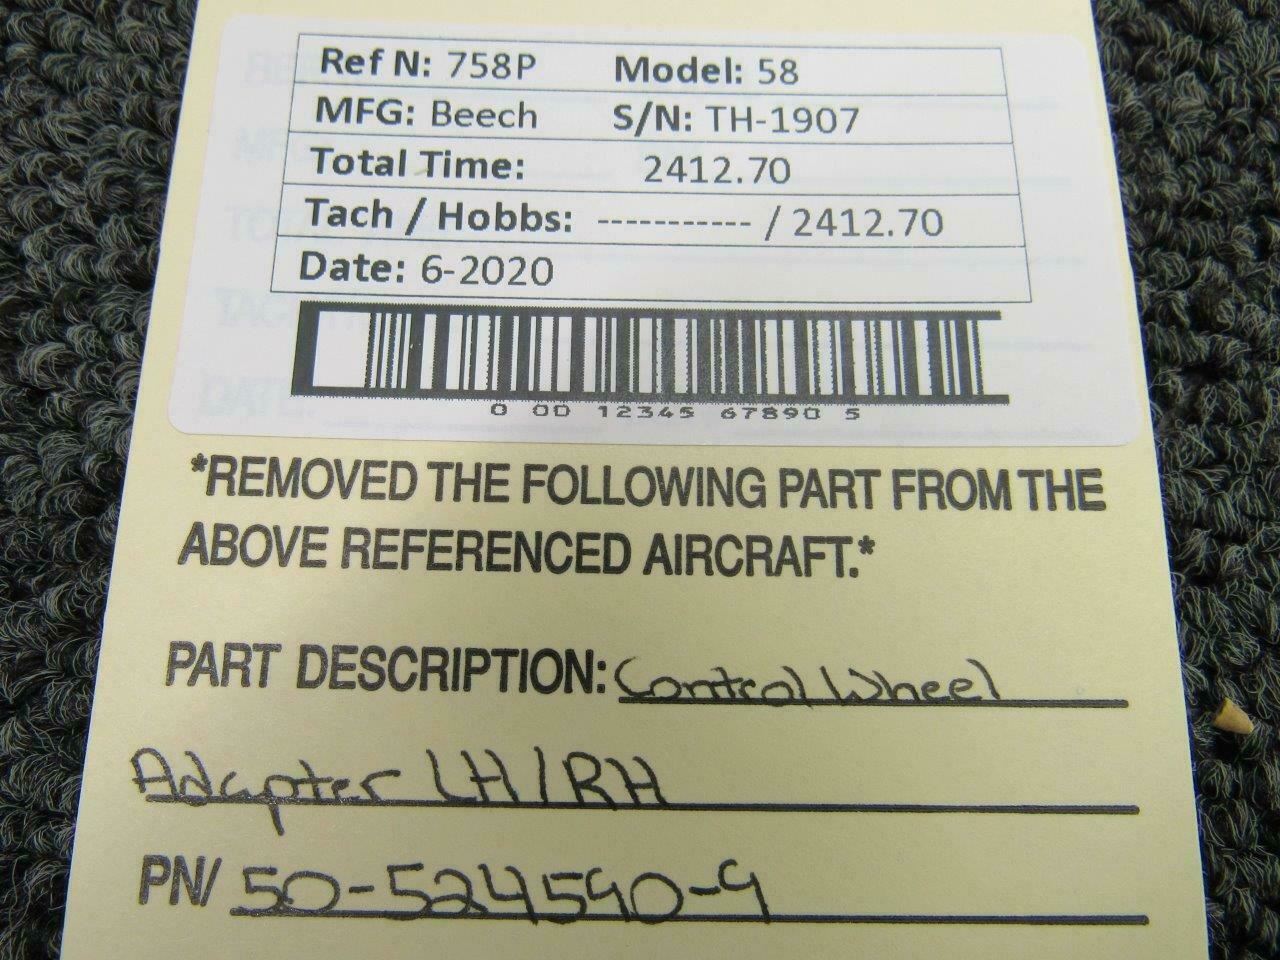 Ref N: 758P Model: 58
MFG: Beech S/N: TH-1907
Total Time: 2412.70
Tach / Hobbs: ----------- / 2412.70
Date: 6-2020
0 00 12345 67890 5
*REMOVED THE FOLLOWING PART FROM THE
ABOVE REFERENCED AIRCRAFT.*
PART DESCRIPTION: Control Wheel
Adapter LH/RH
PN/ 50-524590-9